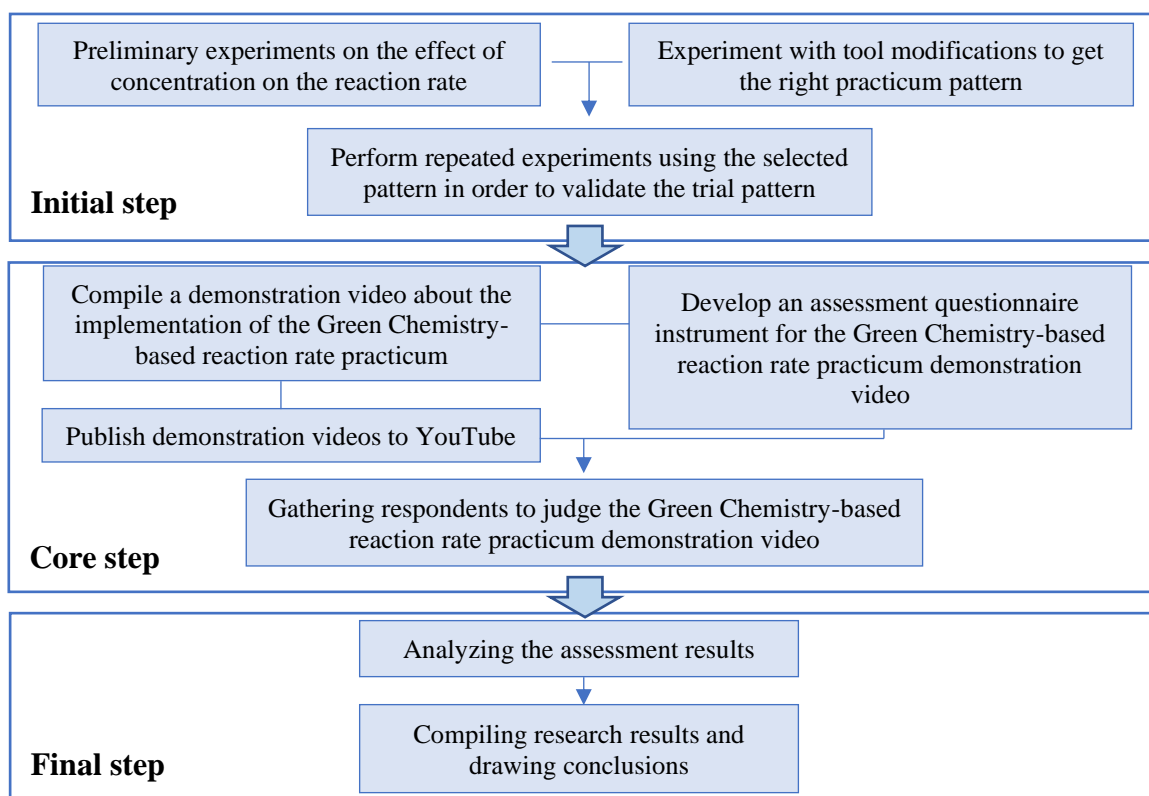 Preliminary experiments on the effect of
concentration on the reaction rate
Experiment with tool modifications to get
the right practicum pattern
Perform repeated experiments using the selected
pattern in order to validate the trial pattern
Initial step
Compile a demonstration video about the
implementation of the Green Chemistry-
based reaction rate practicum
Develop an assessment questionnaire
instrument for the Green Chemistry-based
reaction rate practicum demonstration
video
Publish demonstration videos to YouTube
Gathering respondents to judge the Green Chemistry-based
reaction rate practicum demonstration video
Core step
Analyzing the assessment results
Compiling research results and
drawing conclusions
Final step